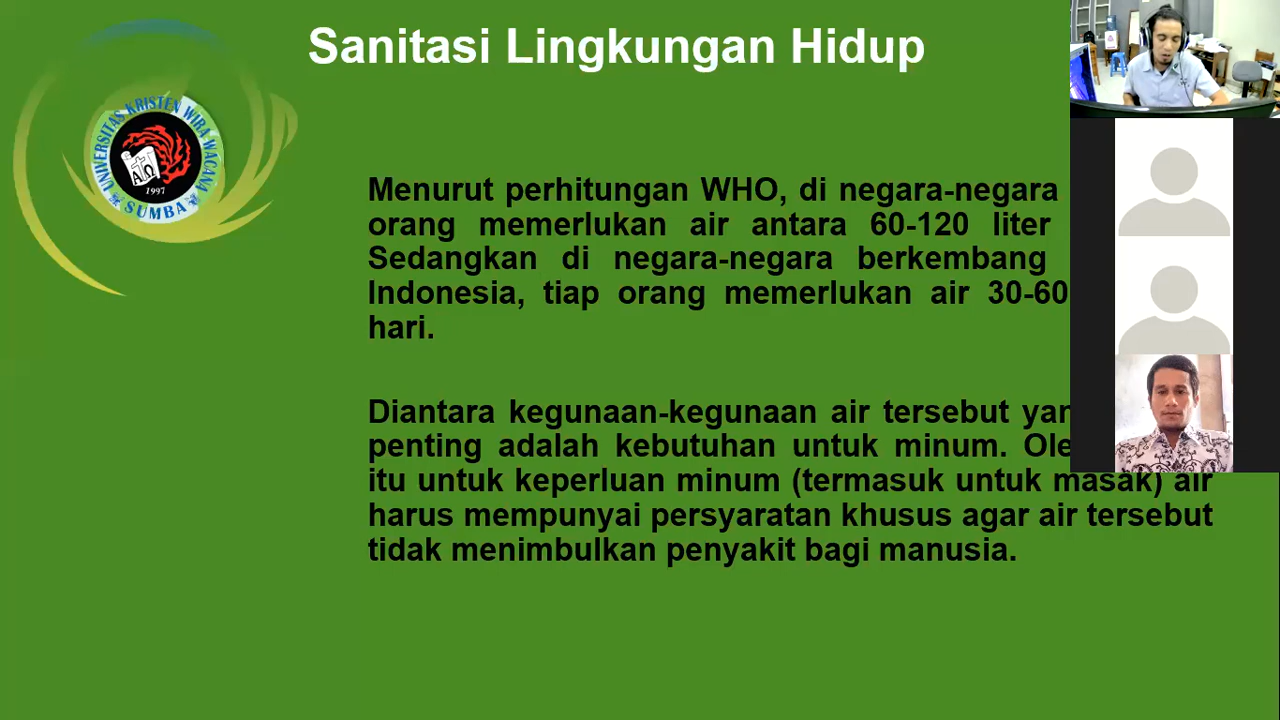 Sanitasi Lingkungan Hidup
UNIVERSITAS KRISTEN WIRA WACANA
AΩ
1997
SUMBA
Menurut perhitungan WHO, di negara-negara
orang memerlukan air antara 60-120 liter
Sedangkan di negara-negara berkembang
Indonesia, tiap orang memerlukan air 30-60
hari.
Diantara kegunaan-kegunaan air tersebut
penting adalah kebutuhan untuk minum.
itu untuk keperluan minum (termasuk untuk masak) air
harus mempunyai persyaratan khusus agar air tersebut
tidak menimbulkan penyakit bagi manusia.